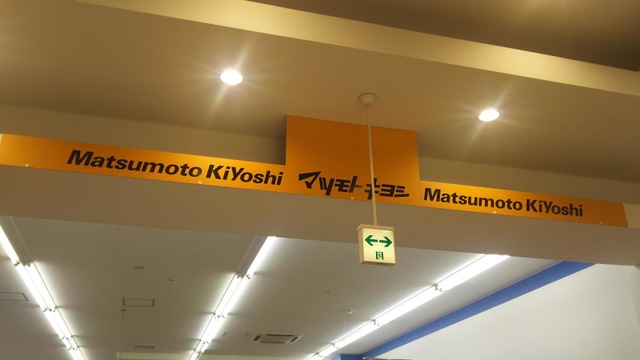 Matsumoto KiYoshi
マツモトキヨシ
Matsumoto KiYoshi